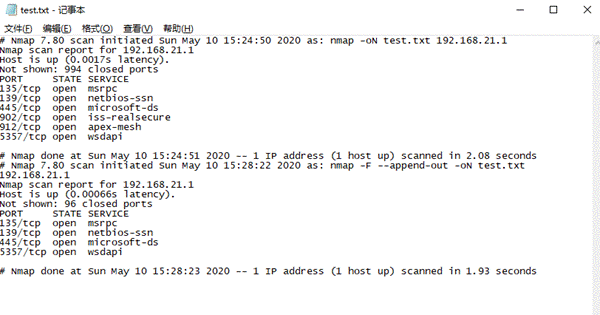 test.txt - 记事本
文件(F) 编辑(E) 格式(O) 查看(V) 帮助(H)
# Nmap 7.80 scan initiated Sun May 10 15:24:50 2020 as: nmap -oN test.txt 192.168.21.1
Nmap scan report for 192.168.21.1
Host is up (0.0017s latency).
Not shown: 994 closed ports
PORT STATE SERVICE
135/tcp open msrpc
139/tcp open netbios-ssn
445/tcp open microsoft-ds
902/tcp open iss-realsecure
912/tcp open apex-mesh
5357/tcp open wsdapi
# Nmap done at Sun May 10 15:24:51 2020 -- 1 IP address (1 host up) scanned in 2.08 seconds
# Nmap 7.80 scan initiated Sun May 10 15:28:22 2020 as: nmap -F --append-out -oN test.txt
192.168.21.1
Nmap scan report for 192.168.21.1
Host is up (0.00066s latency).
Not shown: 96 closed ports
PORT STATE SERVICE
135/tcp open msrpc
139/tcp open netbios-ssn
445/tcp open microsoft-ds
5357/tcp open wsdapi
# Nmap done at Sun May 10 15:28:23 2020 -- 1 IP address (1 host up) scanned in 1.93 seconds